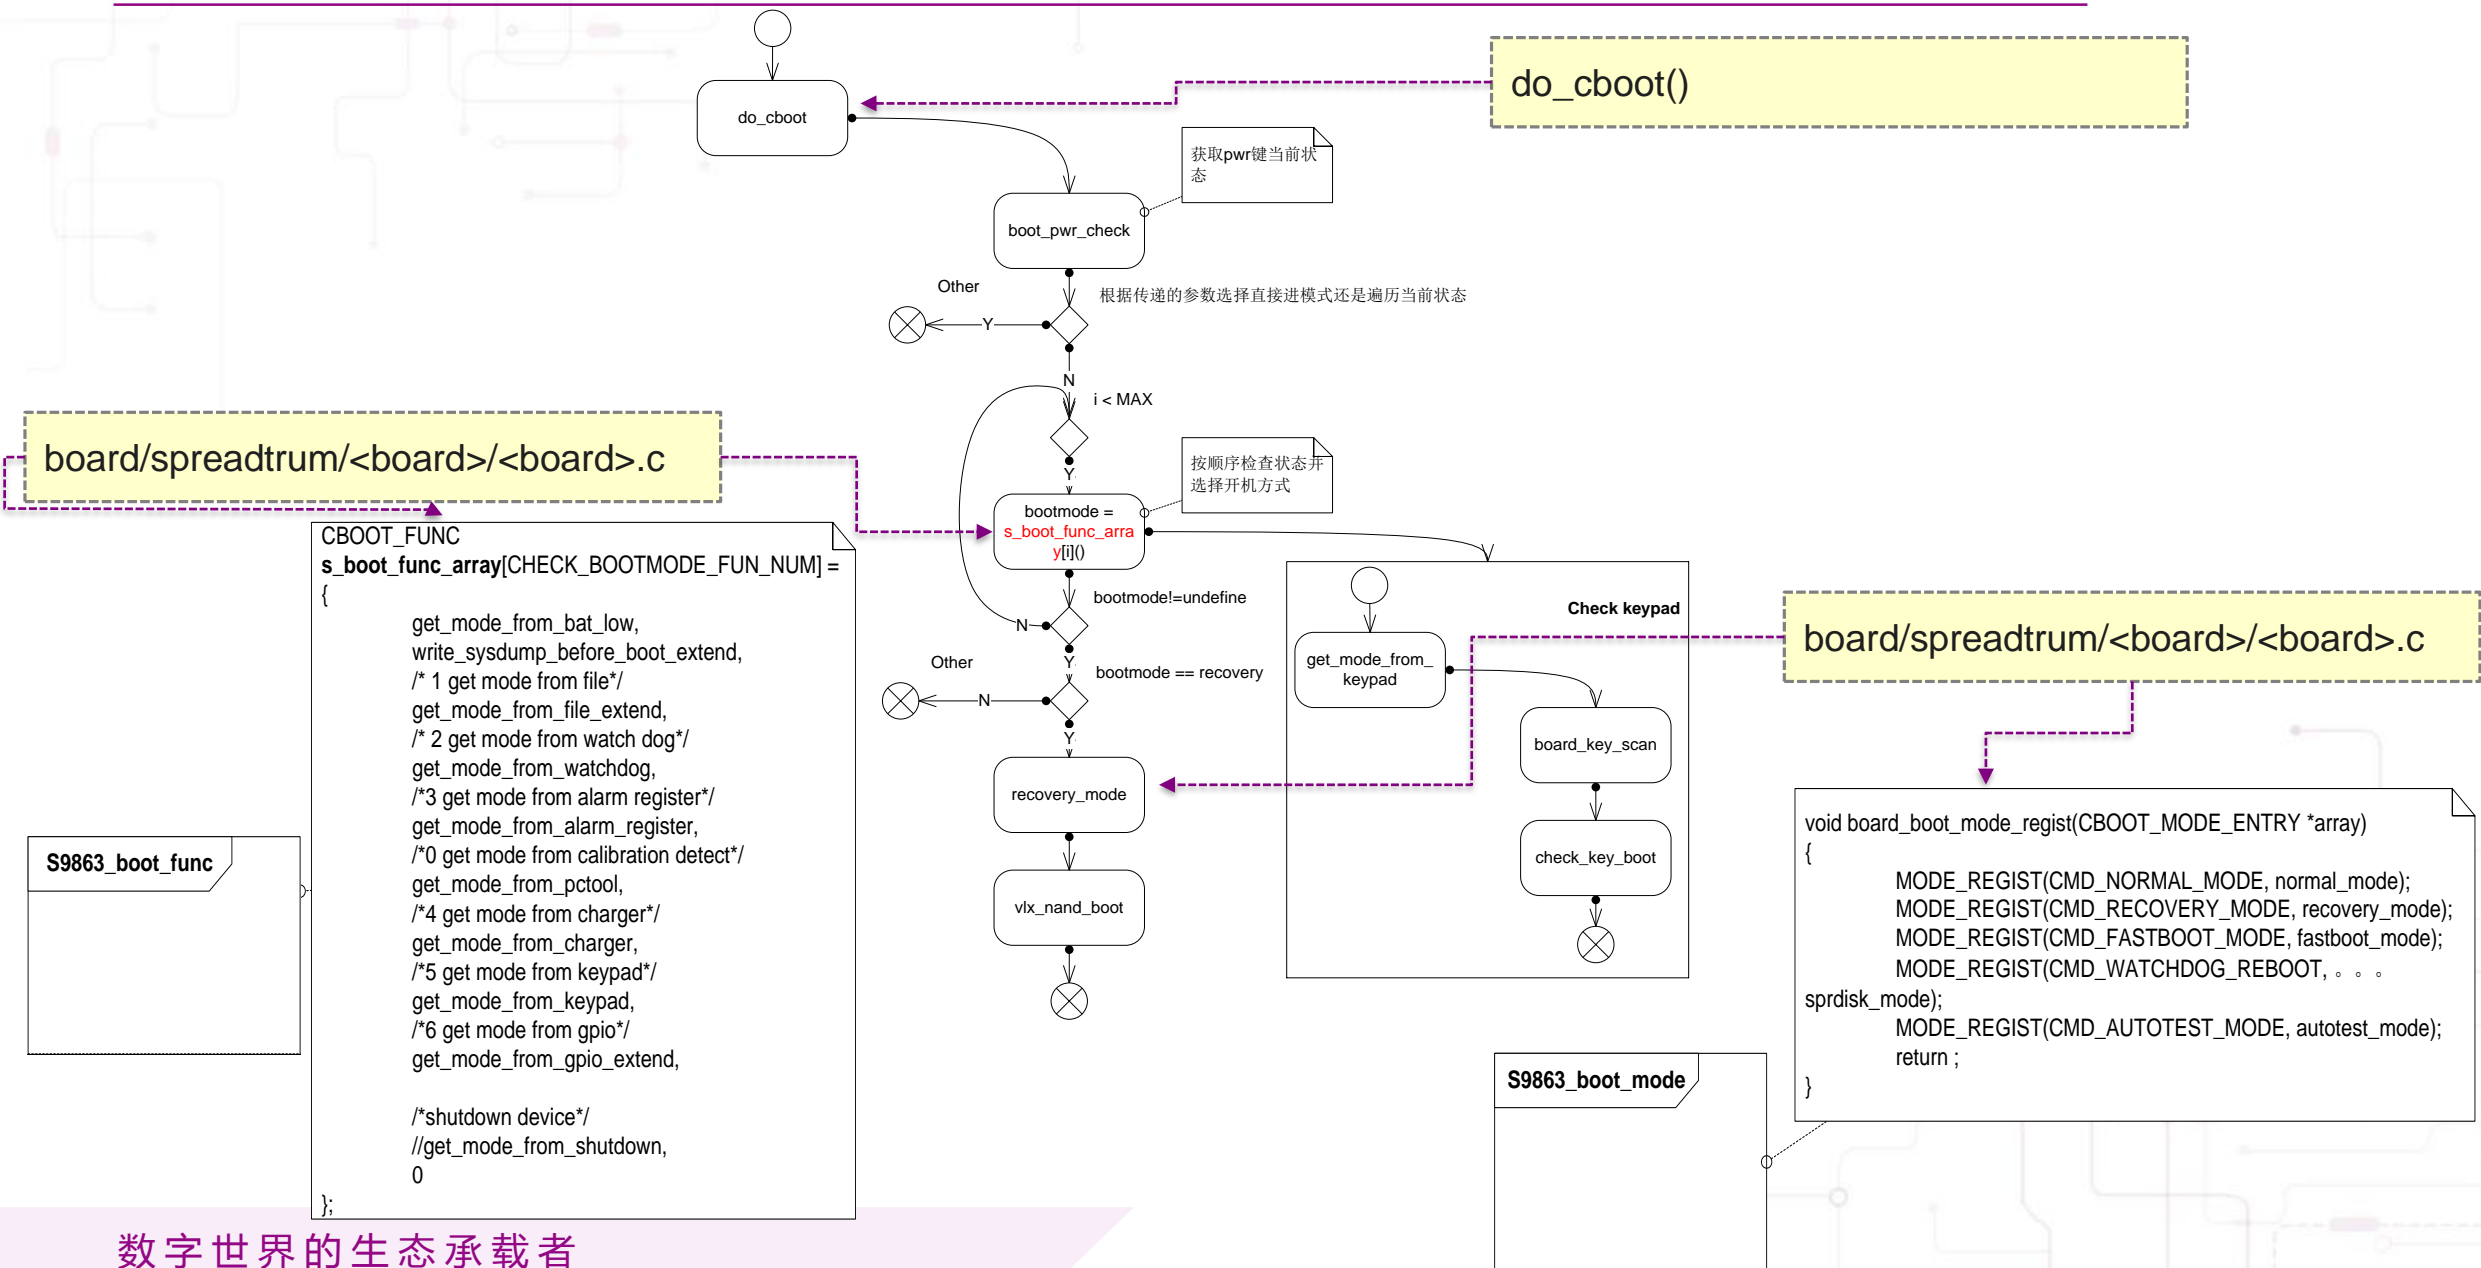 do_cboot
do_cboot()
获取pwr键当前状
态
boot_pwr_check
Other
根据传递的参数选择直接进模式还是遍历当前状态
Y
N
i < MAX
board/spreadtrum/<board>/<board>.c
按顺序检查状态并
选择开机方式
Y
bootmode =
s_boot_func_arra
y[i]()
bootmode!=undefine
N
Y
Other
bootmode == recovery
N
Y
recovery_mode
vlx_nand_boot
Check keypad
get_mode_from_
keypad
board_key_scan
check_key_boot
board/spreadtrum/<board>/<board>.c
CBOOT_FUNC
s_boot_func_array[CHECK_BOOTMODE_FUN_NUM] =
{
get_mode_from_bat_low,
write_sysdump_before_boot_extend,
/* 1 get mode from file*/
get_mode_from_file_extend,
/* 2 get mode from watch dog*/
get_mode_from_watchdog,
/*3 get mode from alarm register*/
get_mode_from_alarm_register,
/*0 get mode from calibration detect*/
get_mode_from_pctool,
/*4 get mode from charger*/
get_mode_from_charger,
/*5 get mode from keypad*/
get_mode_from_keypad,
/*6 get mode from gpio*/
get_mode_from_gpio_extend,
/*shutdown device*/
//get_mode_from_shutdown,
0
};
S9863_boot_func
void board_boot_mode_regist(CBOOT_MODE_ENTRY *array)
{
MODE_REGIST(CMD_NORMAL_MODE, normal_mode);
MODE_REGIST(CMD_RECOVERY_MODE, recovery_mode);
MODE_REGIST(CMD_FASTBOOT_MODE, fastboot_mode);
MODE_REGIST(CMD_WATCHDOG_REBOOT, 。。。
sprdisk_mode);
MODE_REGIST(CMD_AUTOTEST_MODE, autotest_mode);
return ;
}
S9863_boot_mode
数字世界的生态承载者